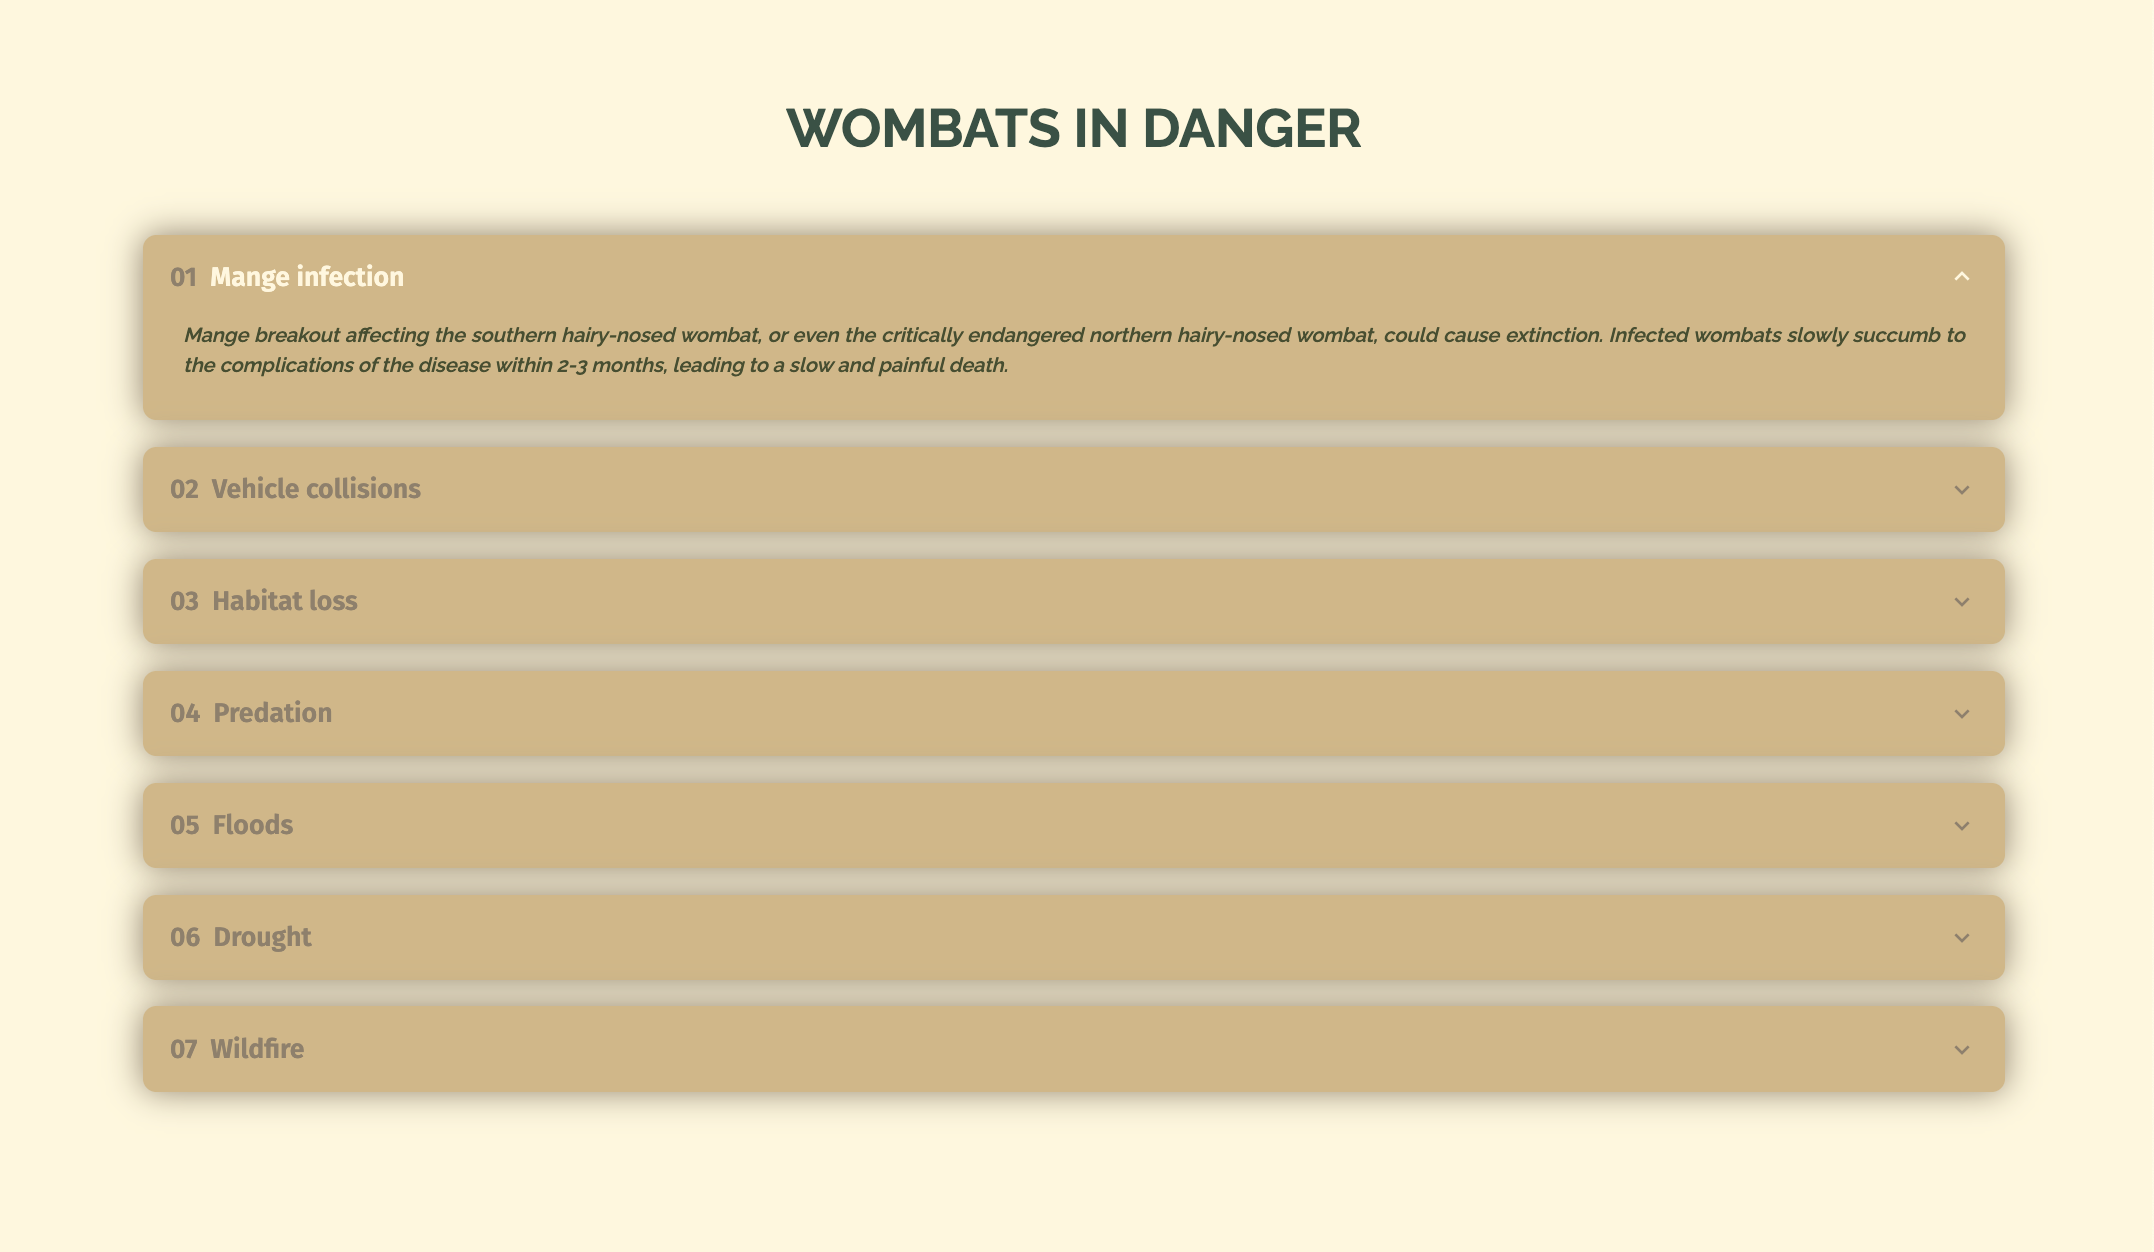 WOMBATS IN DANGER
01 Mange infection
Mange breakout affecting the southern hairy-nosed wombat, or even the critically endangered northern hairy-nosed wombat, could cause extinction. Infected wombats slowly succumb to
the complications of the disease within 2-3 months, leading to a slow and painful death.
02 Vehicle collisions
03 Habitat loss
04 Predation
05 Floods
06 Drought
07 Wildfire